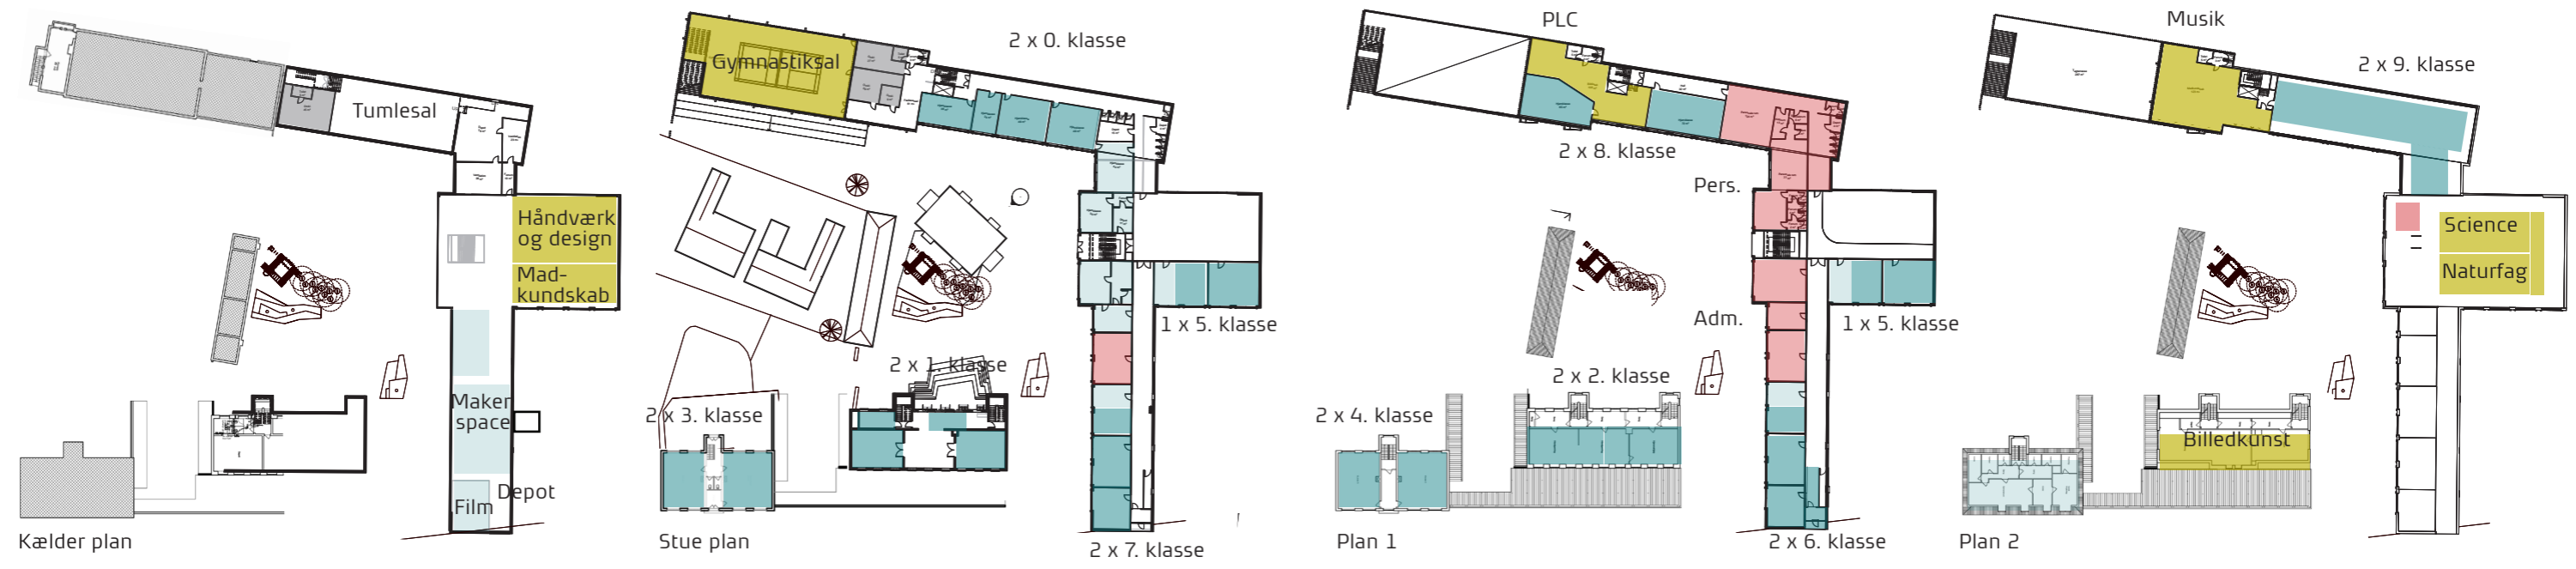 Tumlesal
Håndværk
og design
Mad-
kundskab
Maker
space
Depot
Film
Kælder plan
2 x 0. klasse
Gymnastiksal
1 x 5. klasse
2 x 1. klasse
2 x 3. klasse
Stue plan
2 x 7. klasse
PLC
2 x 8. klasse
Pers.
Adm.
1 x 5. klasse
2 x 2. klasse
2 x 4. klasse
Plan 1
2 x 6. klasse
Musik
2 x 9. klasse
Science
Naturfag
Billedkunst
Plan 2